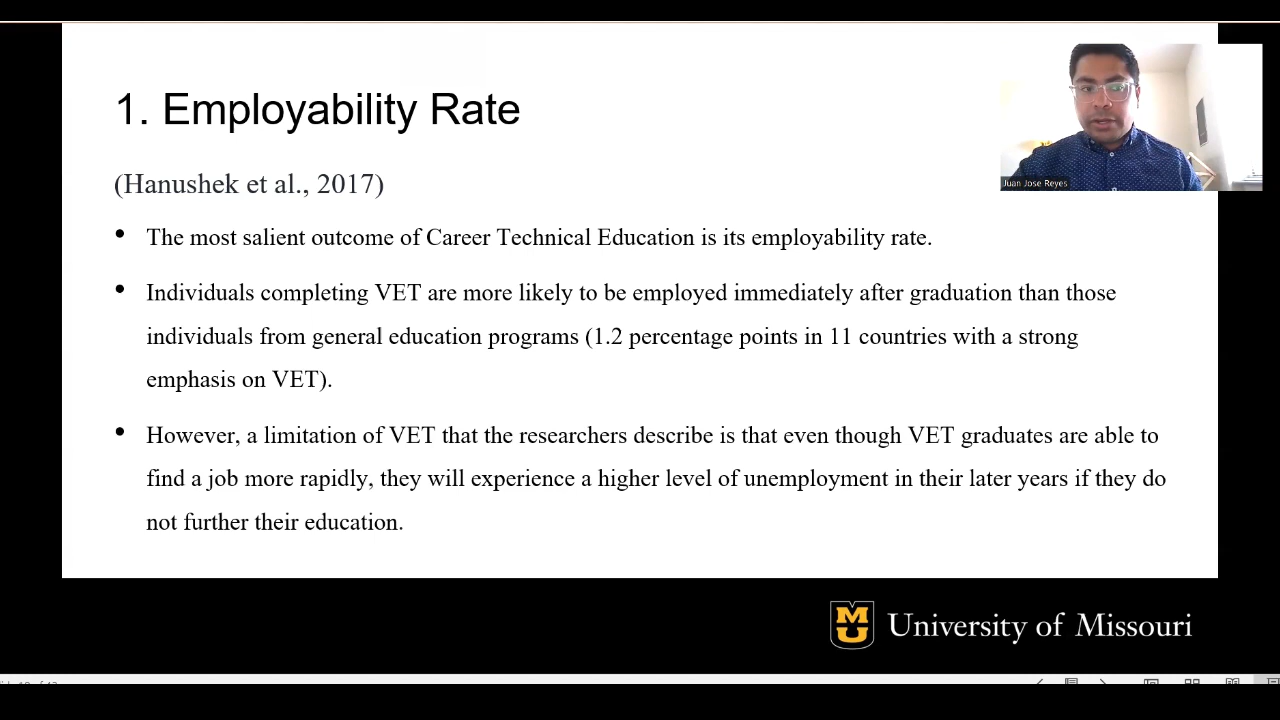 1. Employability Rate
Juan Jose Reyes
(Hanushek et al., 2017)
• The most salient outcome of Career Technical Education is its employability rate.
• Individuals completing VET are more likely to be employed immediately after graduation than those
individuals from general education programs (1.2 percentage points in 11 countries with a strong
emphasis on VET).
• However, a limitation of VET that the researchers describe is that even though VET graduates are able to
find a job more rapidly, they will experience a higher level of unemployment in their later years if they do
not further their education.
MU
University of Missouri